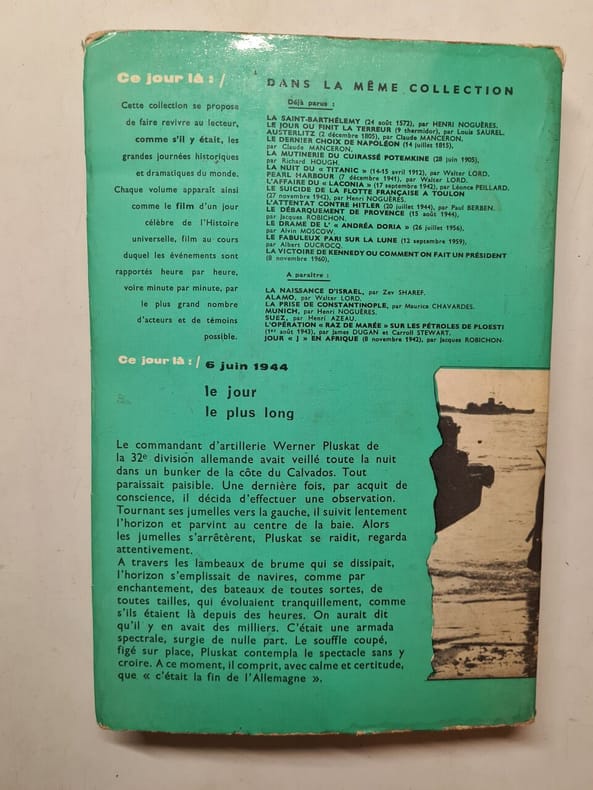 Ce jour là : /
Cette collection se propose
de faire revivre au lecteur,
comme s'il y était, les
grandes journées historiques
et dramatiques du monde.
Chaque volume apparaît ainsi
comme le film d'un jour
célèbre de l'Histoire
universelle, film au cours
duquel les événements sont
rapportés heure par heure,
voire minute par minute, par
le plus grand nombre
d'acteurs et de témoins
possible.
DANS LA MÊME COLLECTION
Déjà parus :
LA SAINT-BARTHÉLEMY (24 août 1572), par HENRI NOGUÈRES.
LE JOUR OU FINIT LA TERREUR (9 thermidor), par Louis SAUREL.
AUSTERLITZ (2 décembre 1805), par Claude MANCERON.
LE DERNIER CHOIX DE NAPOLÉON (14 juillet 1815),
par Claude MANCERON.
LA MUTINERIE DU CUIRASSÉ POTEMKINE (28 juin 1905),
par Richard HOUGH.
LA NUIT DU « TITANIC » (14-15 avril 1912), par Walter LORD.
PEARL HARBOUR (7 décembre 1941), par Walter LORD.
L'AFFAIRE DU « LACONIA » (17 septembre 1942), par Léonce PEILLARD.
LE SUICIDE DE LA FLOTTE FRANÇAISE A TOULON
(27 novembre 1942), par Henri NOGUÈRES.
L'ATTENTAT CONTRE HITLER (20 juillet 1944), par Paul BERBEN.
LE DÉBARQUEMENT DE PROVENCE (15 août 1944),
par Jacques ROBICHON.
LE DRAME DE L' « ANDRÉA DORIA » (26 juillet 1956),
par Alvin MOSCOW.
LE FABULEUX PARI SUR LA LUNE (12 septembre 1959),
par Albert DUCROCQ.
LA VICTOIRE DE KENNEDY OU COMMENT ON FAIT UN PRÉSIDENT
(8 novembre 1960),
A paraître :
LA NAISSANCE D'ISRAEL, par Zev SHAREF.
ALAMO, par Walter LORD.
LA PRISE DE CONSTANTINOPLE, par Maurice CHAVARDES.
MUNICH, par Henri NOGUÈRES.
SUEZ, par Henri AZEAU.
L'OPÉRATION « RAZ DE MARÉE » SUR LES PÉTROLES DE PLOESTI
(1er août 1943), par James DUGAN et Carroll STEWART.
JOUR « J » EN AFRIQUE (8 novembre 1942), par Jacques ROBICHON.
Ce jour là : / 6 juin 1944
le jour
le plus long
Le commandant d'artillerie Werner Pluskat de
la 32e division allemande avait veillé toute la nuit
dans un bunker de la côte du Calvados. Tout
paraissait paisible. Une dernière fois, par acquit de
conscience, il décida d'effectuer une observation.
Tournant ses jumelles vers la gauche, il suivit lentement
l'horizon et parvint au centre de la baie. Alors
les jumelles s'arrêtèrent, Pluskat se raidit, regarda
attentivement.
A travers les lambeaux de brume qui se dissipait,
l'horizon s'emplissait de navires, comme par
enchantement, des bateaux de toutes sortes, de
toutes tailles, qui évoluaient tranquillement, comme
s'ils étaient là depuis des heures. On aurait dit
qu'il y en avait des milliers. C'était une armada
spectrale, surgie de nulle part. Le souffle coupé,
figé sur place, Pluskat contempla le spectacle sans y
croire. A ce moment, il comprit, avec calme et certitude,
que « c'était la fin de l'Allemagne ».